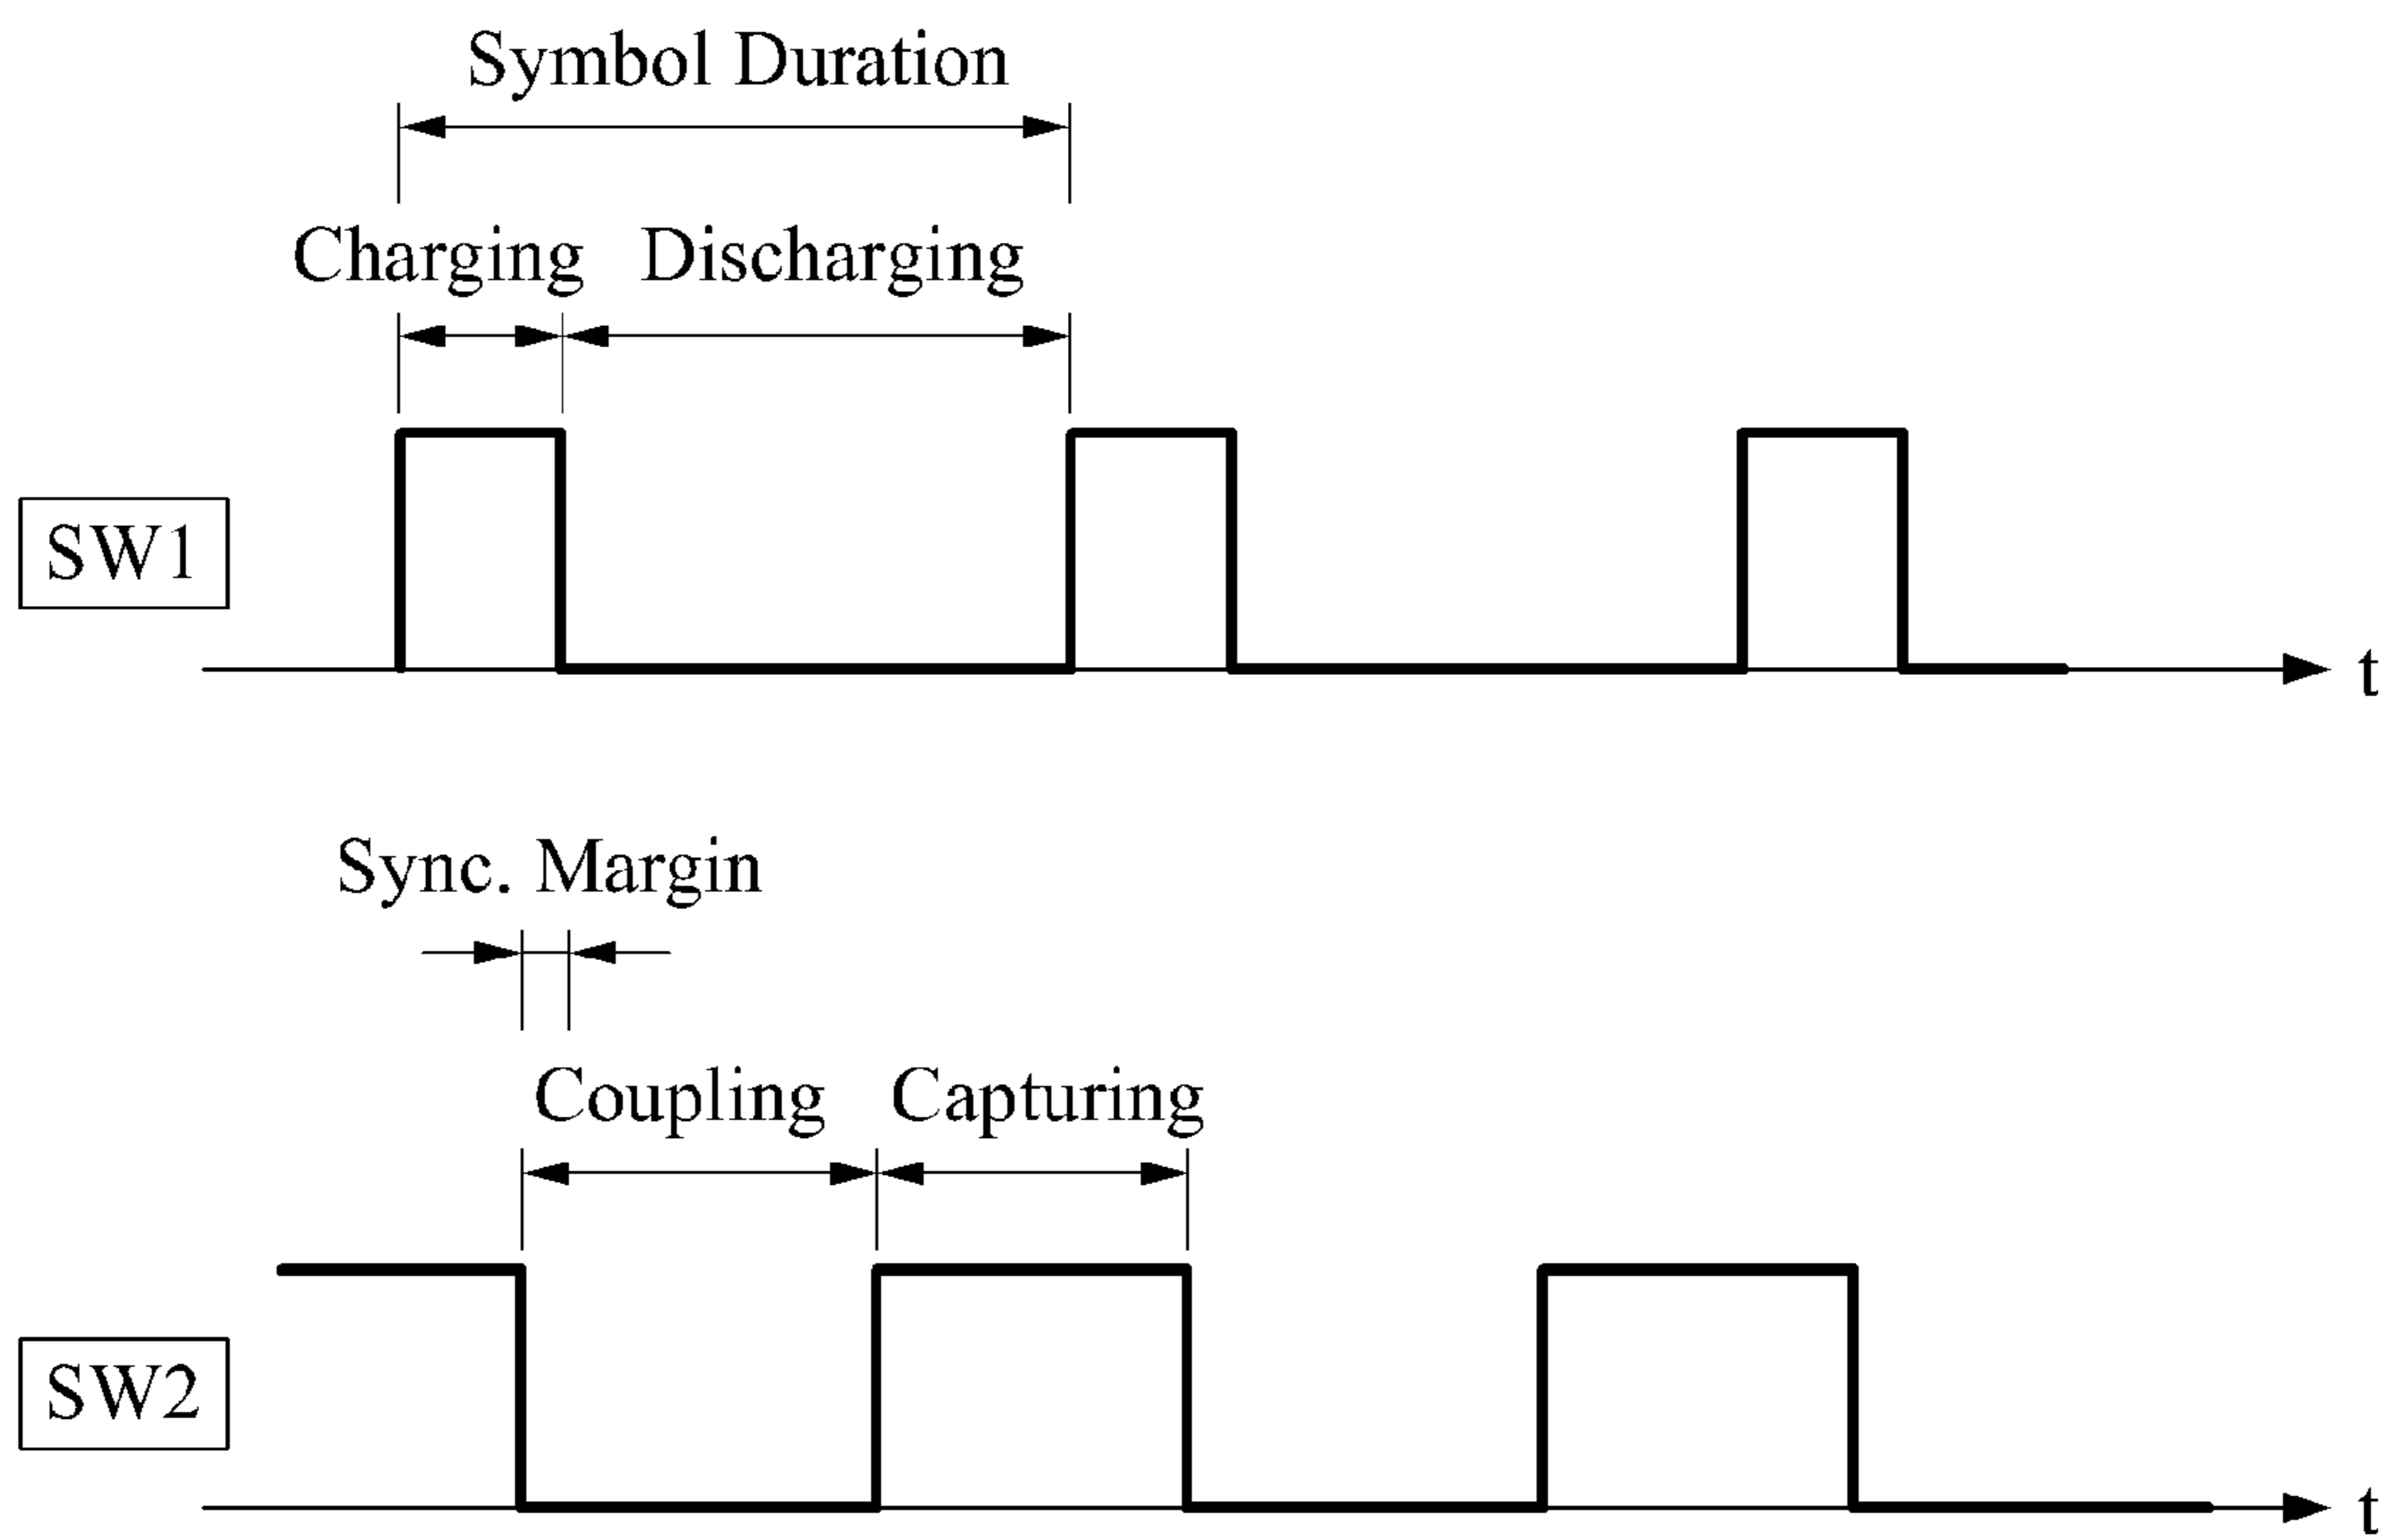 Symbol Duration
Charging Discharging
SW1
t
Sync. Margin
Coupling Capturing
SW2
t